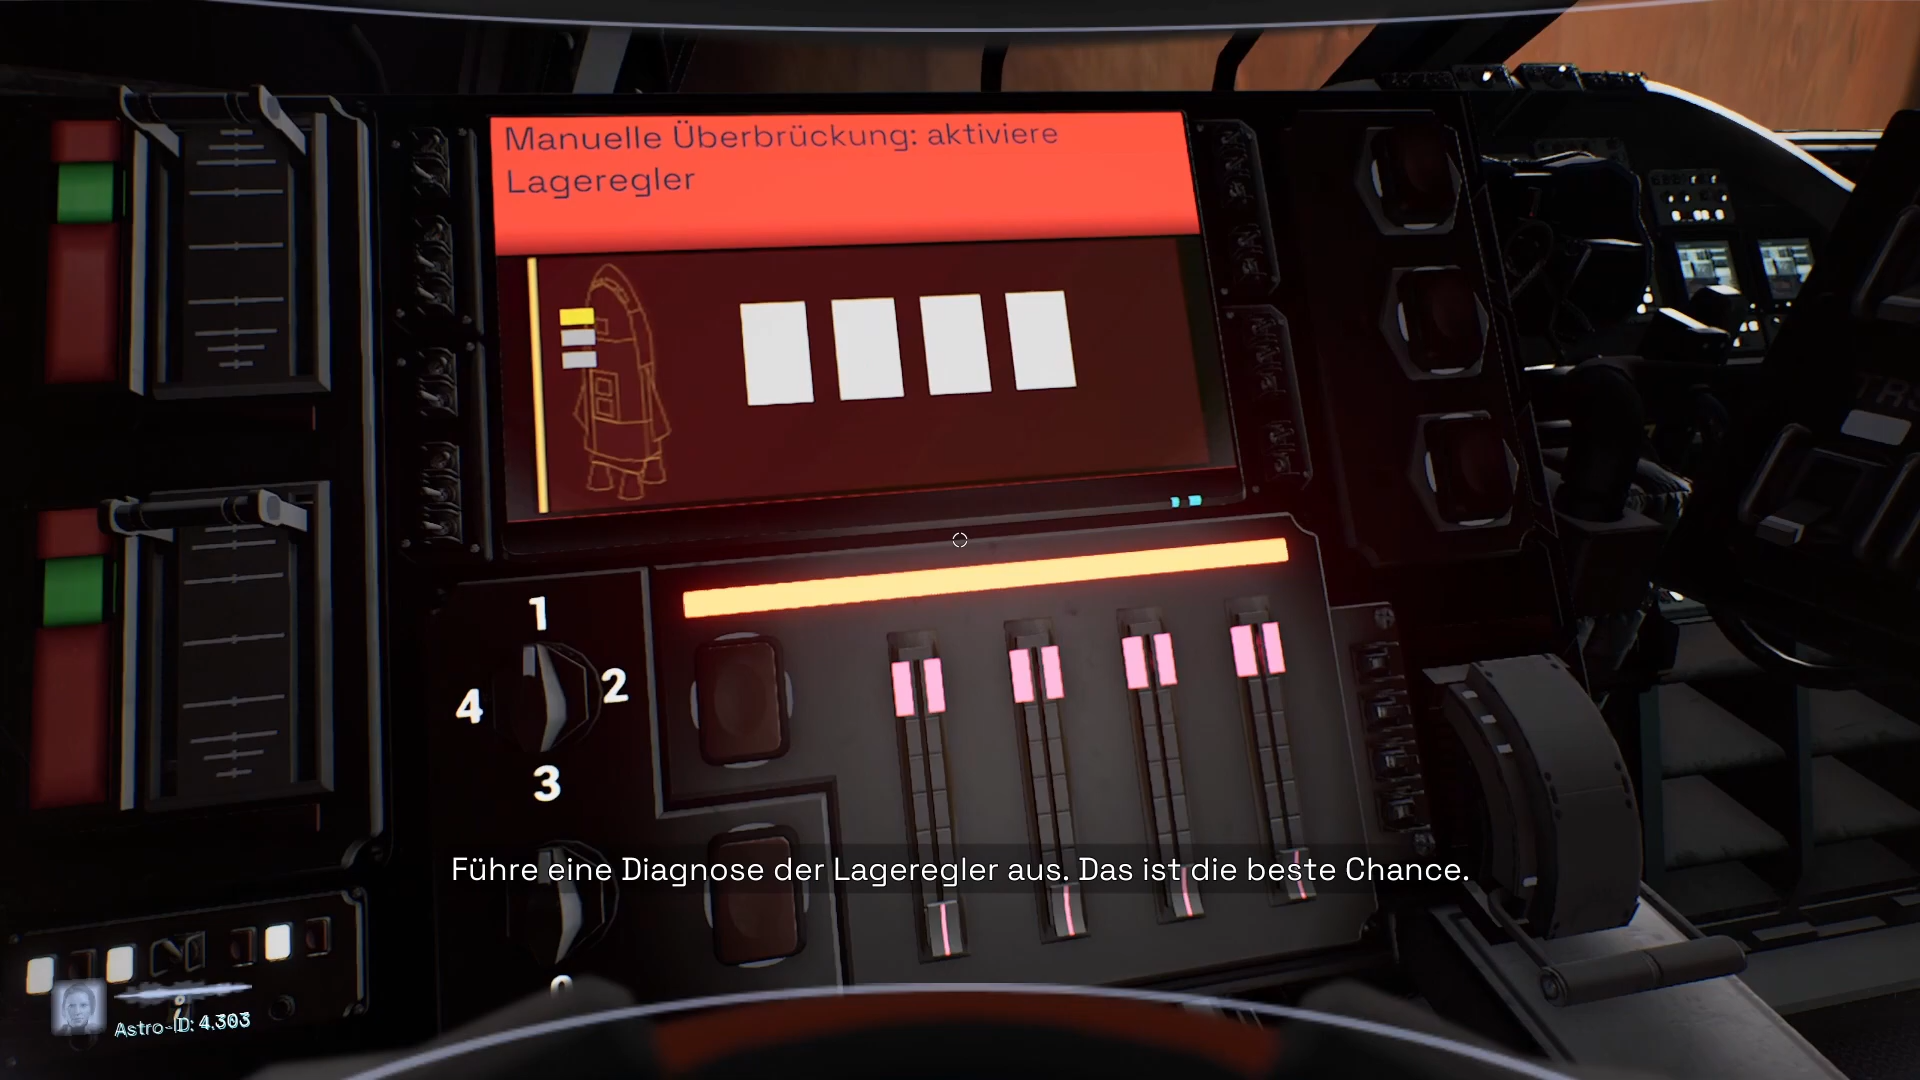 Manuelle Überbrückung: aktiviere
Lageregler
1
2
4
3
Führe eine Diagnose der Lageregler aus. Das ist die beste Chance.
Astro-ID: 4.303